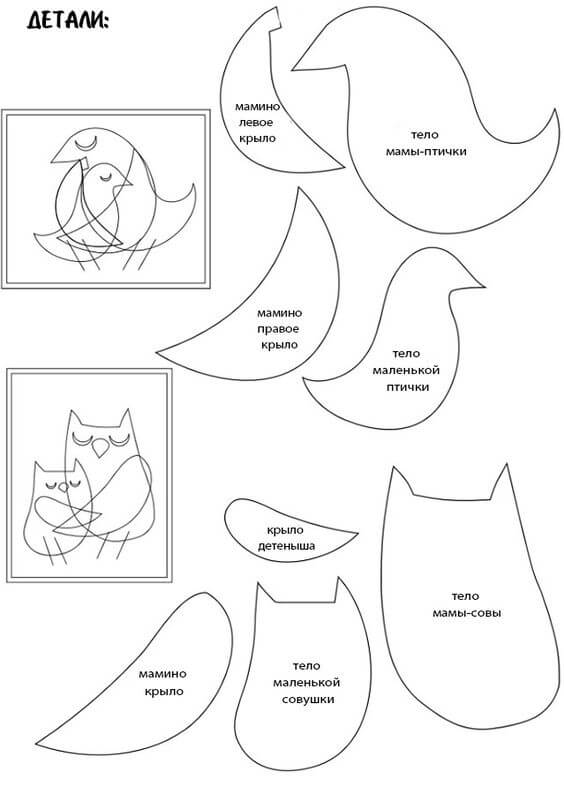 ДЕТАЛИ:
мамино
левое
крыло
тело
мамы-птички
мамино
правое
крыло
тело
маленькой
птички
крыло
детеныша
тело
мамы-совы
мамино
крыло
тело
маленькой
совушки